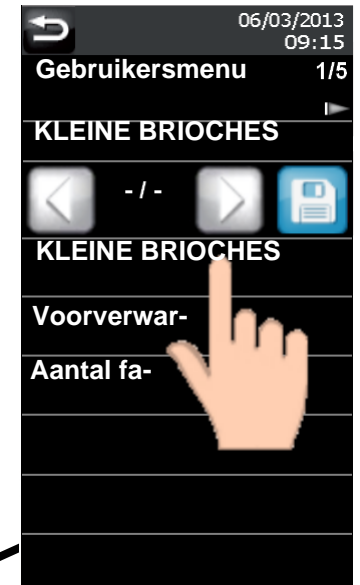 06/03/2013
09:15
Gebruikersmenu 1/5
KLEINE BRIOCHES
- / -
KLEINE BRIOCHES
Voorverwar-
Aantal fa-